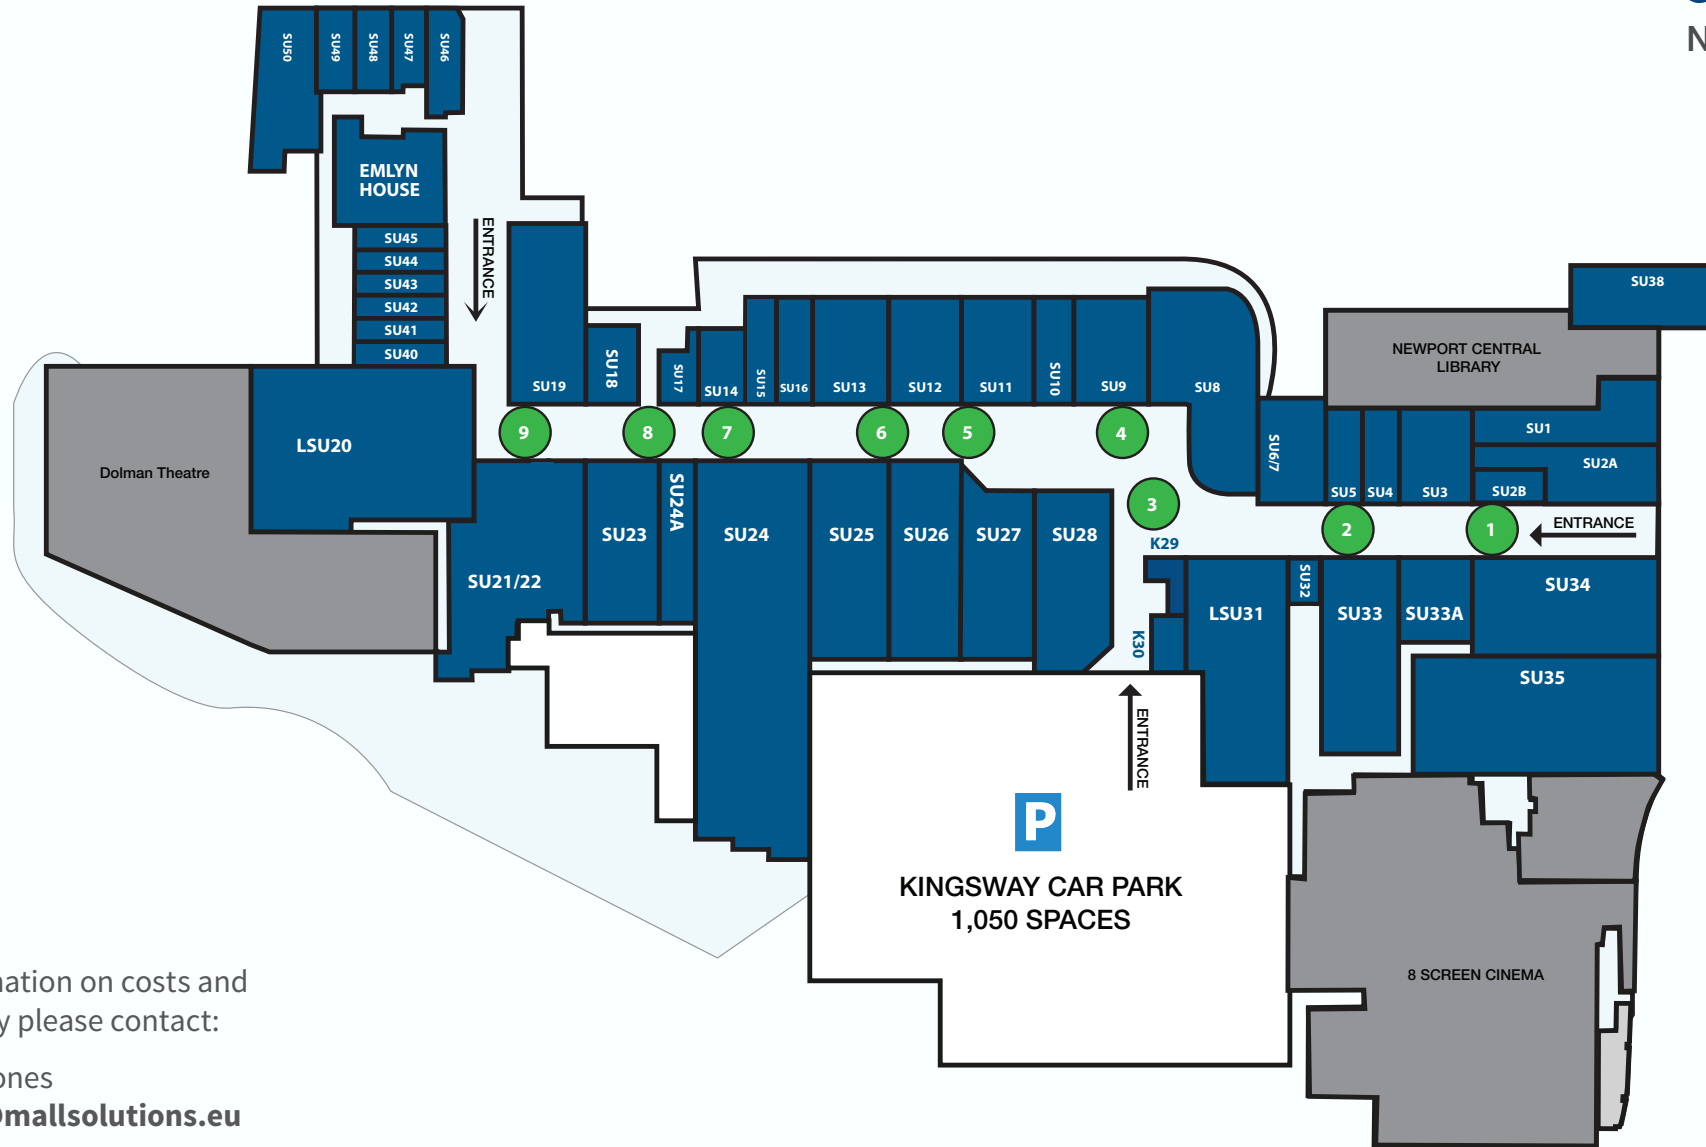 N
SU50
SU49
SU48
SU47
SU46
EMLYN
HOUSE
SU45
SU44
SU43
SU42
SU41
SU40
ENTRANCE
SU19
SU18
SU17
SU14
SU15
SU16
SU13
SU12
SU11
SU10
SU9
SU8
SU6/7
SU5
SU4
SU3
SU38
NEWPORT CENTRAL
LIBRARY
SU1
SU2A
SU2B
9
8
7
6
5
4
3
2
1
ENTRANCE
Dolman Theatre
LSU20
SU21/22
SU23
SU24A
SU24
SU25
SU26
SU27
SU28
K29
K30
LSU31
SU32
SU33
SU33A
SU34
SU35
ENTRANCE
P
KINGSWAY CAR PARK
1,050 SPACES
8 SCREEN CINEMA
on costs and
please contact:
mallsolutions.eu